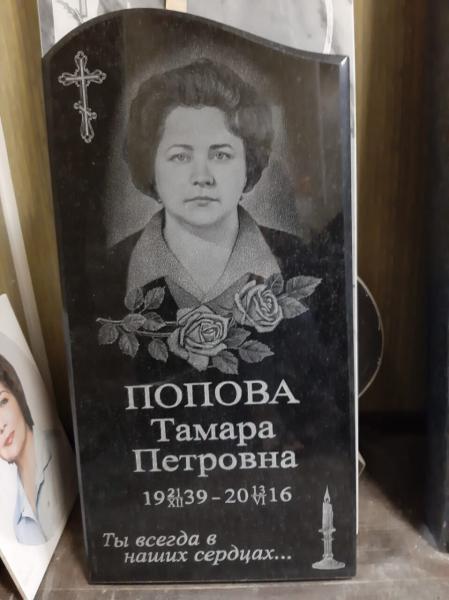 ПОПОВА
Тамара
Петровна
19 21/XII 39 - 20 13/VI 16
Ты всегда в
наших сердцах...